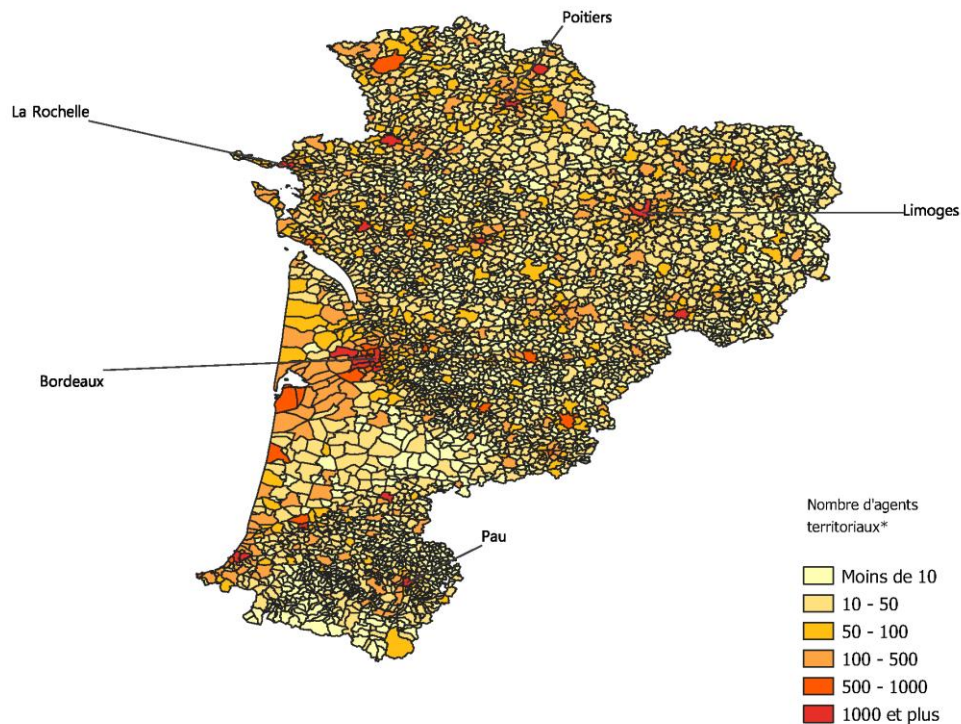 Poitiers
La Rochelle
Limoges
Bordeaux
Pau
Nombre d'agents
territoriaux*
Moins de 10
10 - 50
50 - 100
100 - 500
500 - 1000
1000 et plus